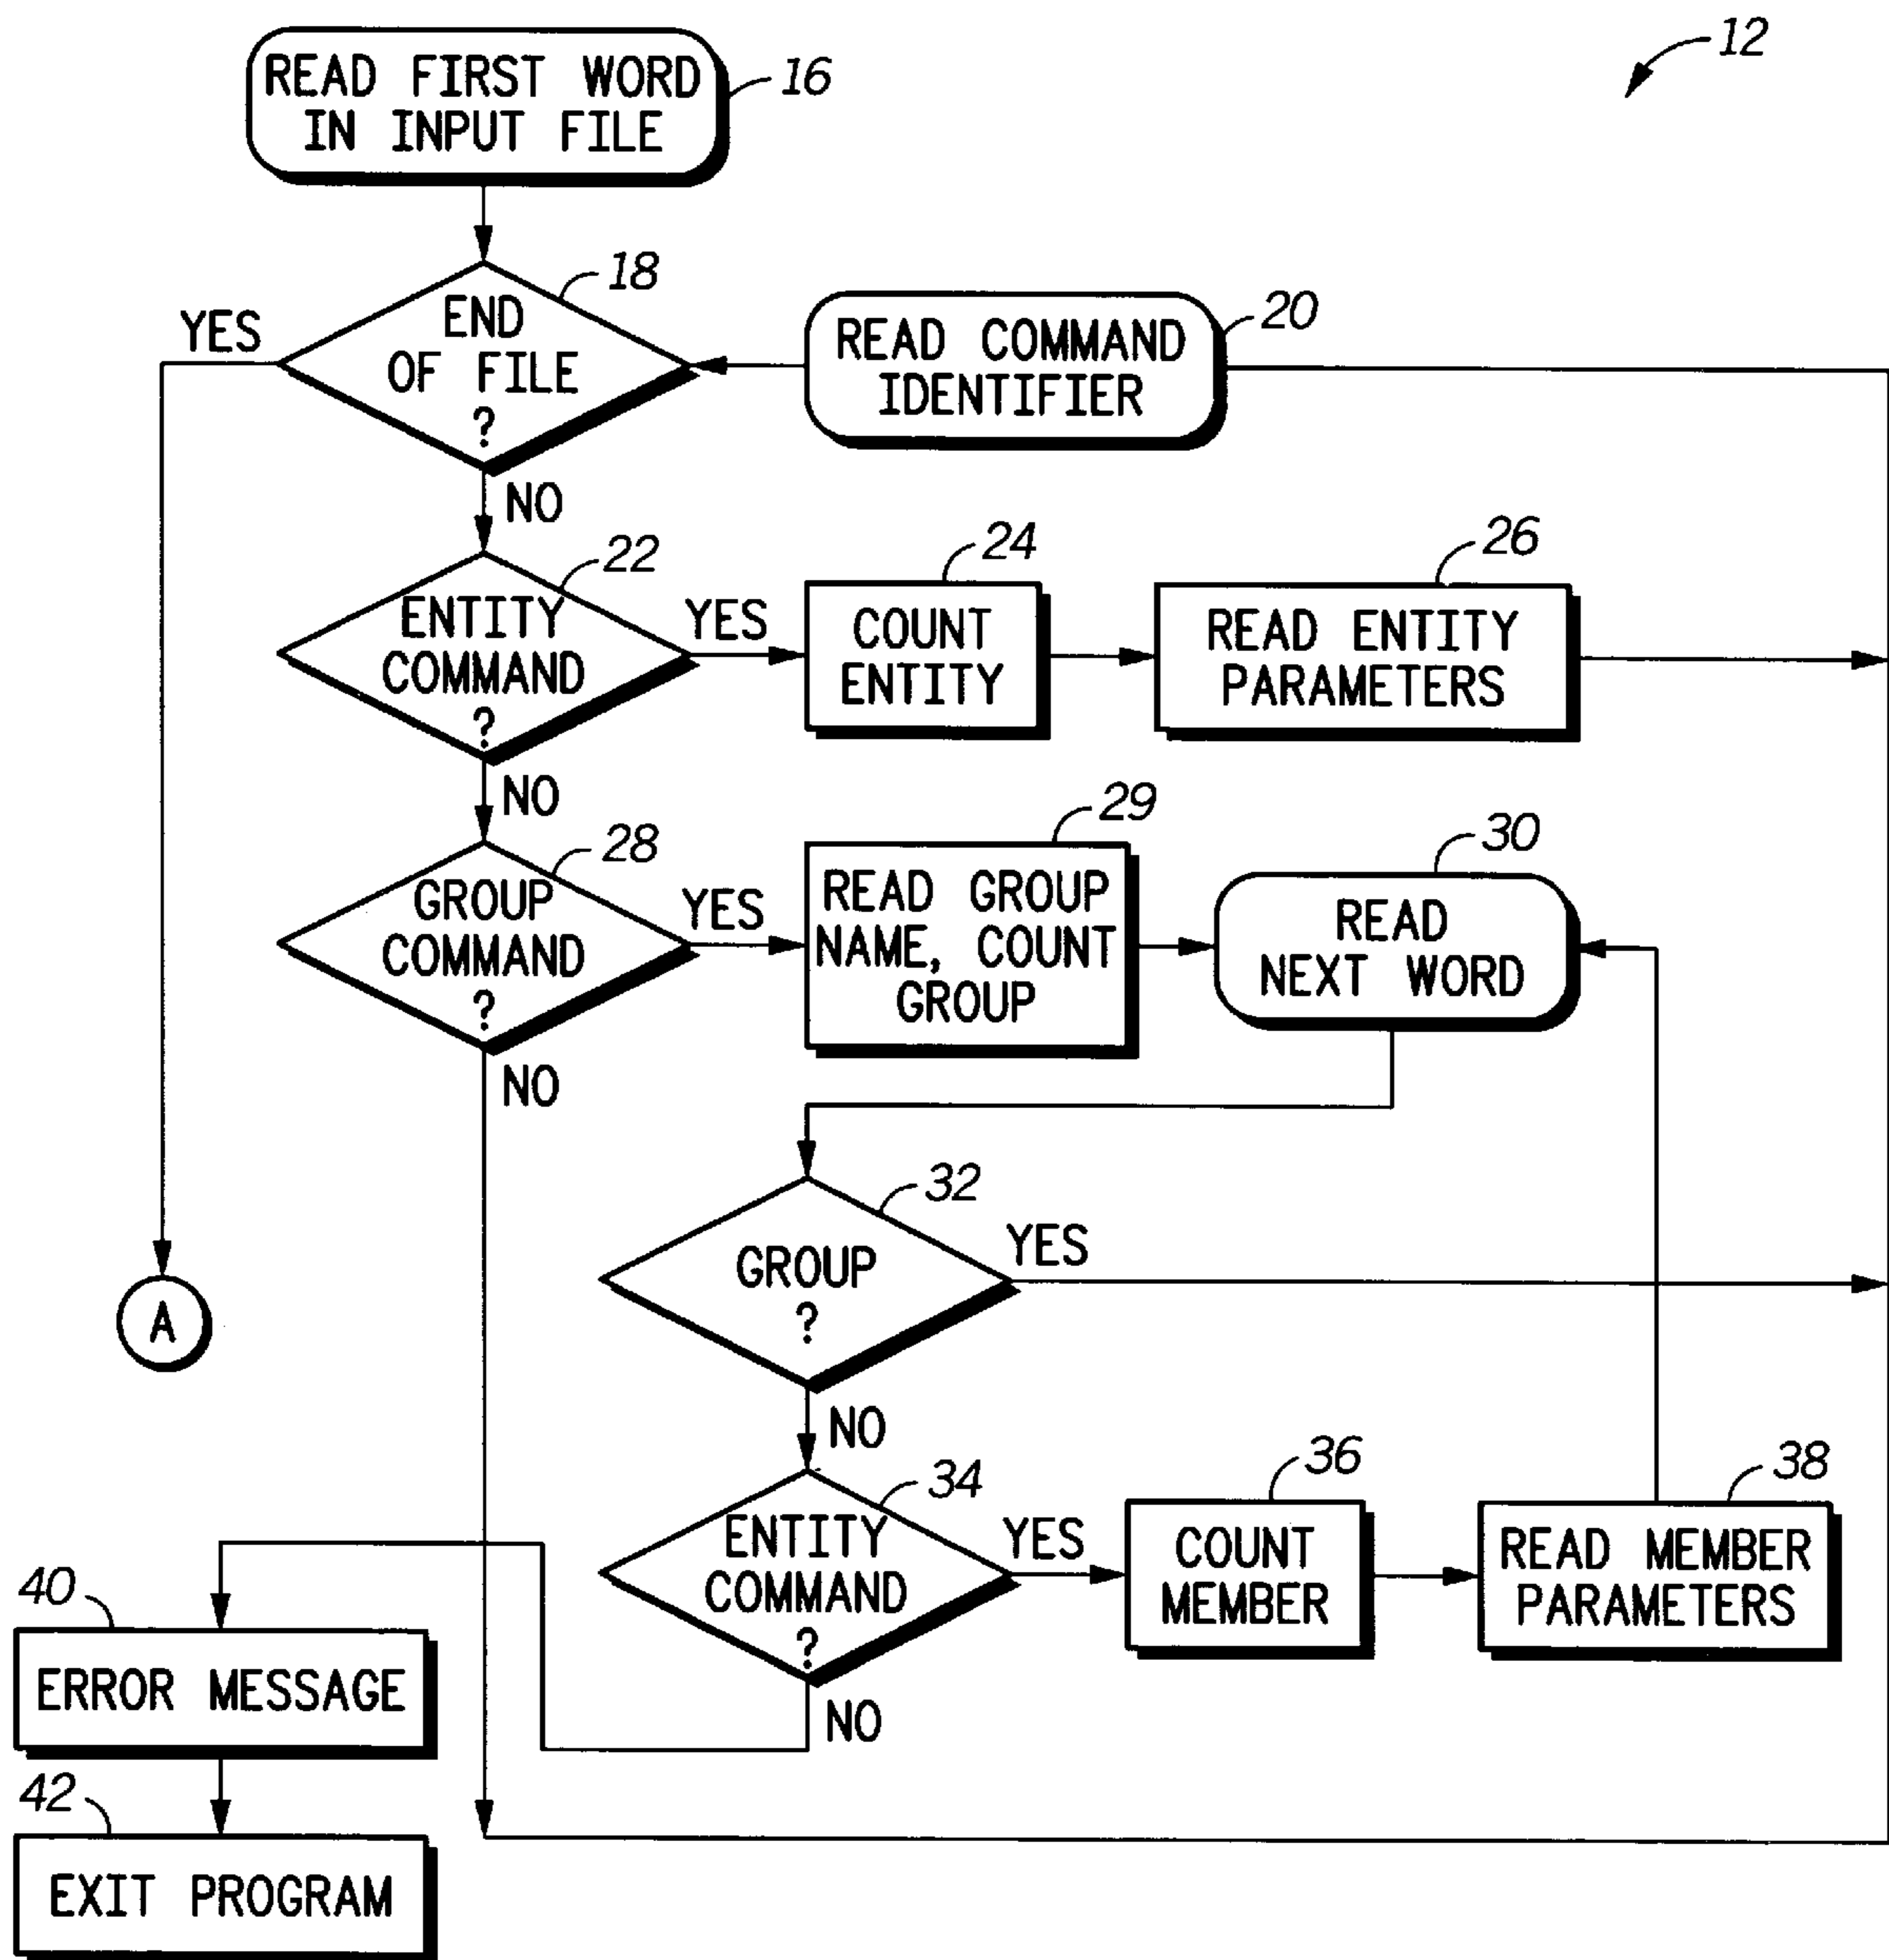 12
READ FIRST WORD
IN INPUT FILE
16
18
END
OF FILE
?
YES
NO
READ COMMAND
IDENTIFIER
20
22
ENTITY
COMMAND
?
YES
NO
24
COUNT
ENTITY
26
READ ENTITY
PARAMETERS
28
GROUP
COMMAND
?
YES
NO
29
READ GROUP
NAME, COUNT
GROUP
30
READ
NEXT WORD
32
GROUP
?
YES
NO
A
34
ENTITY
COMMAND
?
YES
NO
36
COUNT
MEMBER
38
READ MEMBER
PARAMETERS
40
ERROR MESSAGE
42
EXIT PROGRAM